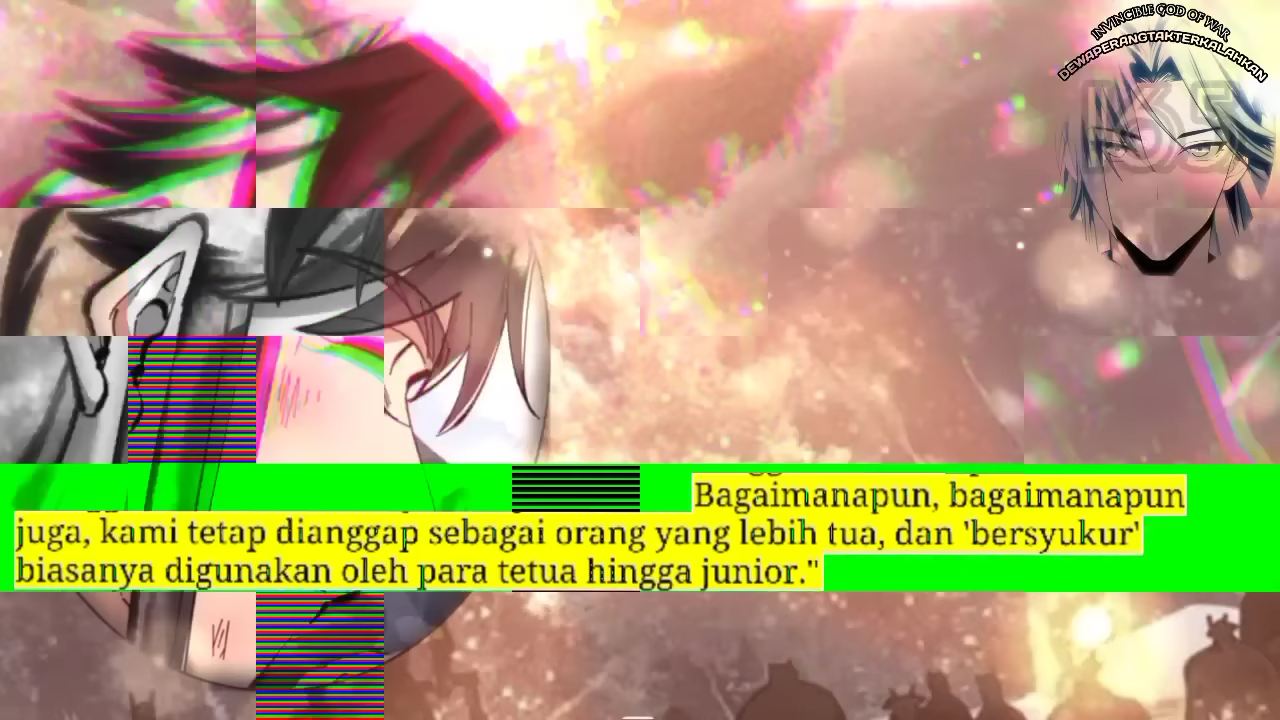 INVINCIBLE GOD OF WAR
DEWAPERANGTAKTERKALAHKAN
165
Bagaimanapun, bagaimanapun
juga, kami tetap dianggap sebagai orang yang lebih tua, dan 'bersyukur'
biasanya digunakan oleh para tetua hingga junior."